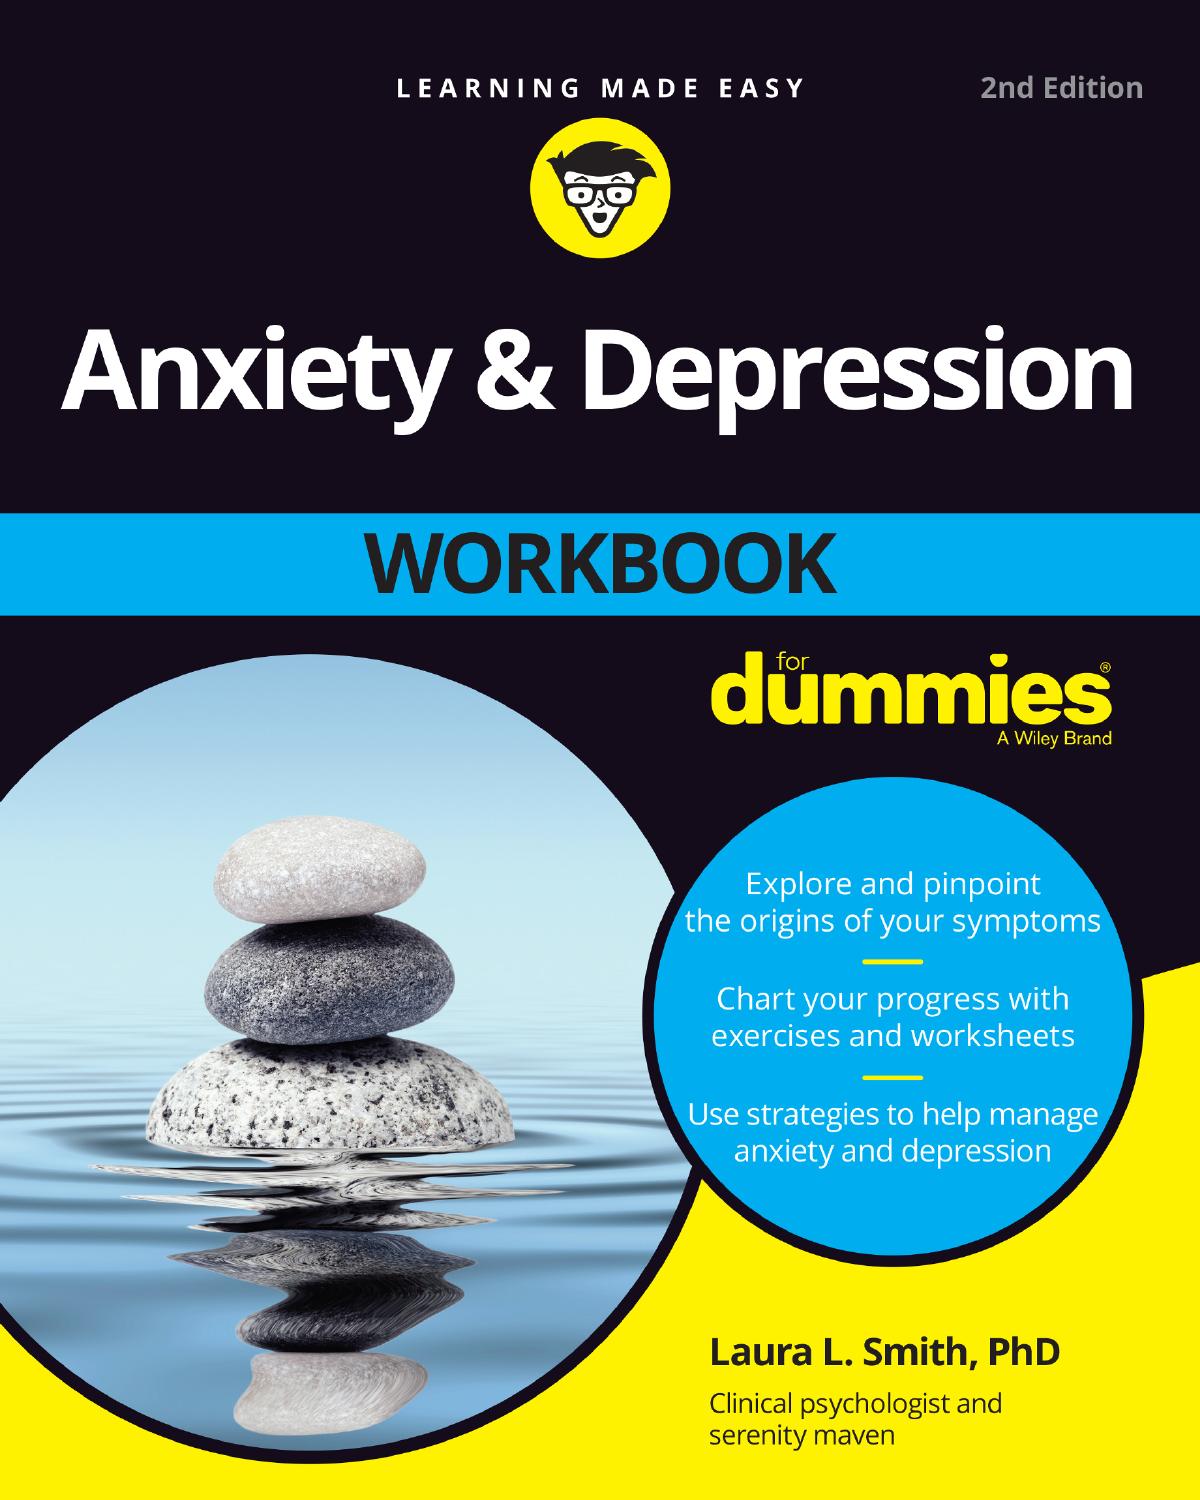 LEARNING MADE EASY
2nd Edition
Anxiety & Depression
WORKBOOK
for
dummies®
A Wiley Brand
Explore and pinpoint
the origins of your symptoms
Chart your progress with
exercises and worksheets
Use strategies to help manage
anxiety and depression
Laura L. Smith, PhD
Clinical psychologist and
serenity maven